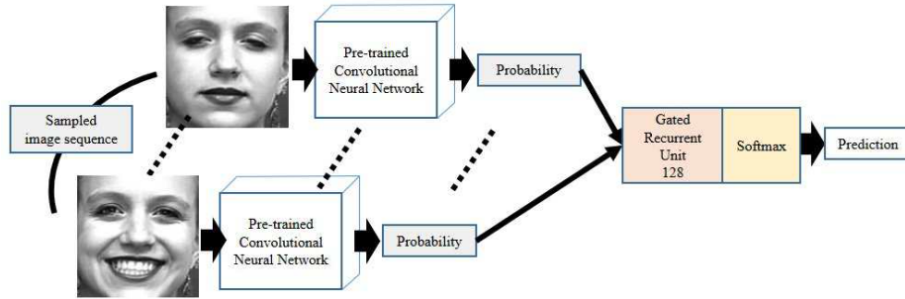 Pre-trained
Convolutional
Neural Network
Probability
Sampled
image sequence
Gated
Recurrent
Unit
128
Softmax
Prediction
Pre-trained
Convolutional
Neural Network
Probability